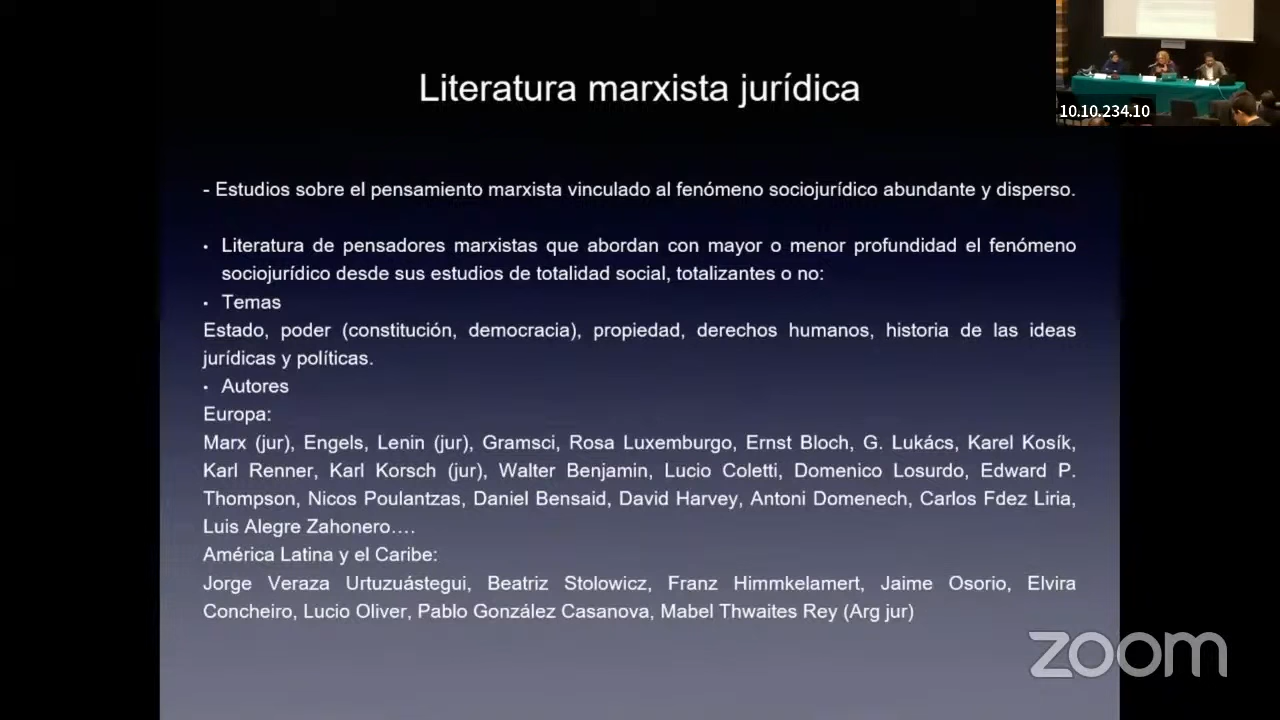 Literatura marxista jurídica
10.10.234.10
- Estudios sobre el pensamiento marxista vinculado al fenómeno sociojurídico abundante y disperso.
• Literatura de pensadores marxistas que abordan con mayor o menor profundidad el fenómeno
sociojurídico desde sus estudios de totalidad social, totalizantes o no:
• Temas
Estado, poder (constitución, democracia), propiedad, derechos humanos, historia de las ideas
jurídicas y políticas.
• Autores
Europa:
Marx (jur), Engels, Lenin (jur), Gramsci, Rosa Luxemburgo, Ernst Bloch, G. Lukács, Karel Kosík,
Karl Renner, Karl Korsch (jur), Walter Benjamin, Lucio Coletti, Domenico Losurdo, Edward P.
Thompson, Nicos Poulantzas, Daniel Bensaid, David Harvey, Antoni Domenech, Carlos Fdez Liria,
Luis Alegre Zahonero….
América Latina y el Caribe:
Jorge Veraza Urtuzuástegui, Beatriz Stolowicz, Franz Himmkelamert, Jaime Osorio, Elvira
Concheiro, Lucio Oliver, Pablo González Casanova, Mabel Thwaites Rey (Arg jur)
zoom